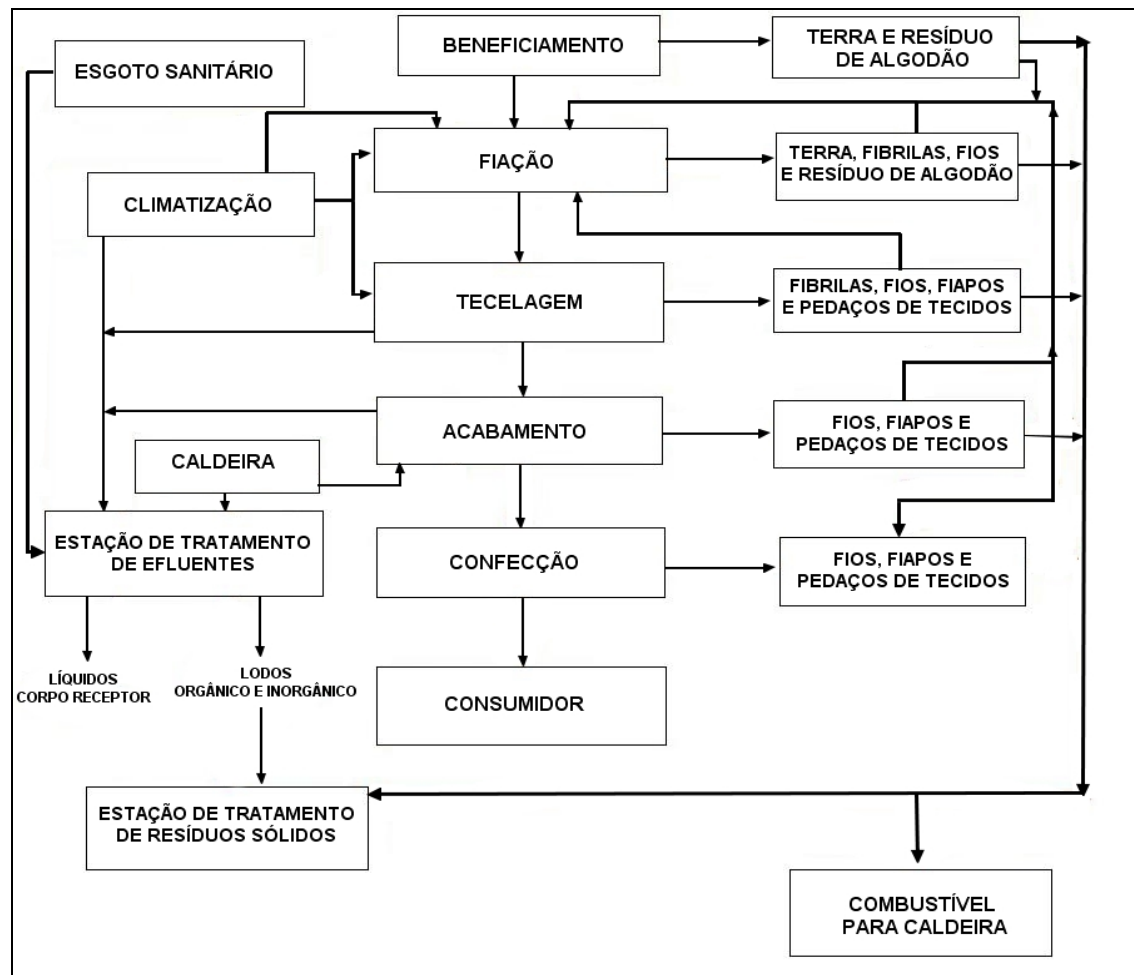 BENEFICIAMENTO
TERRA E RESÍDUO
DE ALGODÃO
ESGOTO SANITÁRIO
FIAÇÃO
TERRA, FIBRILAS, FIOS
E RESÍDUO DE ALGODÃO
CLIMATIZAÇÃO
TECELAGEM
FIBRILAS, FIOS, FIAPOS
E PEDAÇOS DE TECIDOS
ACABAMENTO
FIOS, FIAPOS E
PEDAÇOS DE TECIDOS
CALDEIRA
ESTAÇÃO DE TRATAMENTO
DE EFLUENTES
CONFECÇÃO
FIOS, FIAPOS E
PEDAÇOS DE TECIDOS
LÍQUIDOS
CORPO RECEPTOR
LODOS
ORGÂNICO E INORGÂNICO
CONSUMIDOR
ESTAÇÃO DE TRATAMENTO
DE RESÍDUOS SÓLIDOS
COMBUSTÍVEL
PARA CALDEIRA